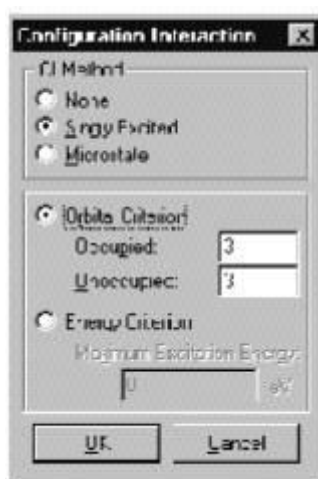 Configuration Interaction
CI Method
None
Singly Excited
Microstate
Orbital Criterion
Occupied: 3
Unoccupied: 3
Energy Criterion
Maximum Excitation Energy:
0 eV
OK Cancel